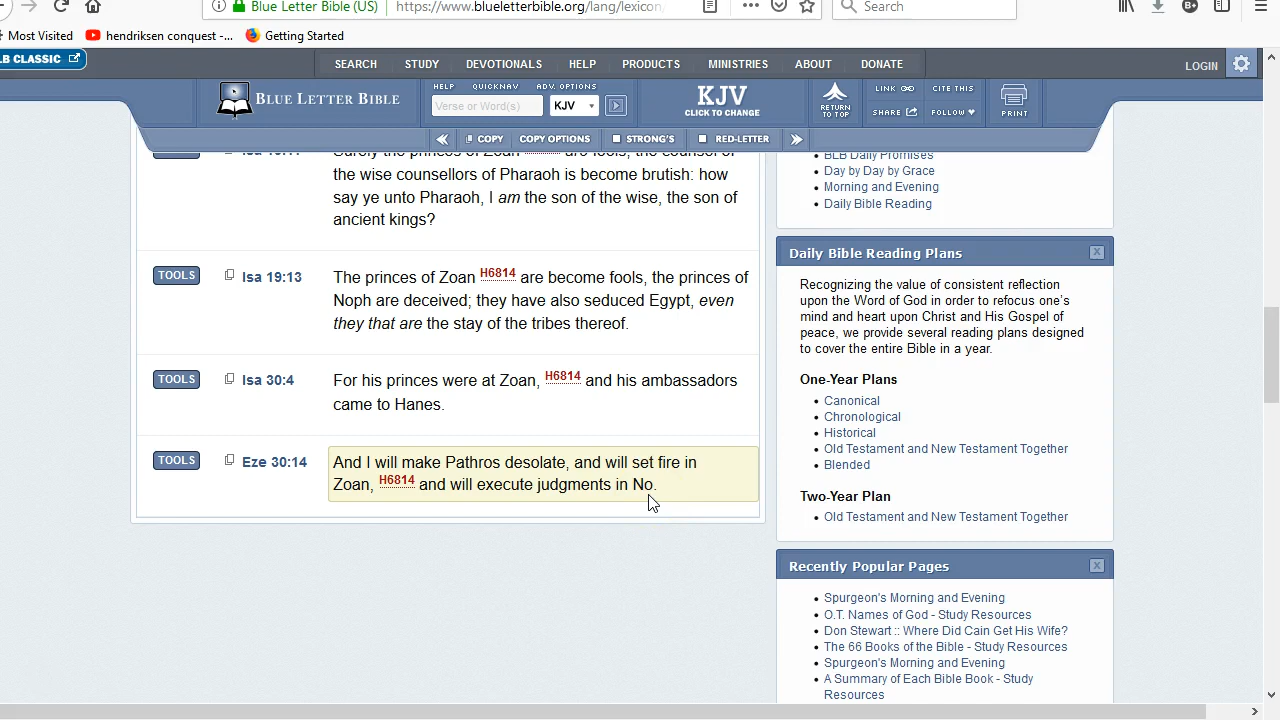 Blue Letter Bible (US)
https://www.blueletterbible.org/lang/lexicon/
Search
Most Visited
hendriksen conquest -...
Getting Started
LB CLASSIC
SEARCH STUDY DEVOTIONALS HELP PRODUCTS MINISTRIES ABOUT DONATE
LOGIN
BLUE LETTER BIBLE
HELP QUICKNAV ADV. OPTIONS
Verse or Word(s) KJV
KJV
CLICK TO CHANGE
RETURN
TO TOP
LINK CITE THIS
SHARE FOLLOW
PRINT
COPY COPY OPTIONS STRONG'S RED-LETTER
Surely the princes of Zoan are fools, the counsel of
the wise counsellors of Pharaoh is become brutish: how
say ye unto Pharaoh, I am the son of the wise, the son of
ancient kings?
TOOLS Isa 19:13 The princes of Zoan H6814 are become fools, the princes of
Noph are deceived; they have also seduced Egypt, even
they that are the stay of the tribes thereof.
TOOLS Isa 30:4 For his princes were at Zoan, H6814 and his ambassadors
came to Hanes.
TOOLS Eze 30:14 And I will make Pathros desolate, and will set fire in
Zoan, H6814 and will execute judgments in No.
BLB Daily Promises
Day by Day by Grace
Morning and Evening
Daily Bible Reading
Daily Bible Reading Plans
Recognizing the value of consistent reflection
upon the Word of God in order to refocus one's
mind and heart upon Christ and His Gospel of
peace, we provide several reading plans designed
to cover the entire Bible in a year.
One-Year Plans
Canonical
Chronological
Historical
Old Testament and New Testament Together
Blended
Two-Year Plan
Old Testament and New Testament Together
Recently Popular Pages
Spurgeon's Morning and Evening
O.T. Names of God - Study Resources
Don Stewart :: Where Did Cain Get His Wife?
The 66 Books of the Bible - Study Resources
Spurgeon's Morning and Evening
A Summary of Each Bible Book - Study
Resources